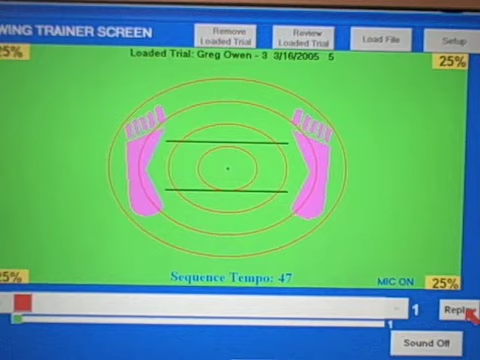 WING TRAINER SCREEN
Remove
Loaded Trial
Review
Loaded Trial
Load File
Setup
25%
Loaded Trial: Greg Owen - 3 3/16/2005 5
25%
Sequence Tempo: 47
MIC ON
25%
25%
1
Replay
1
Sound Off